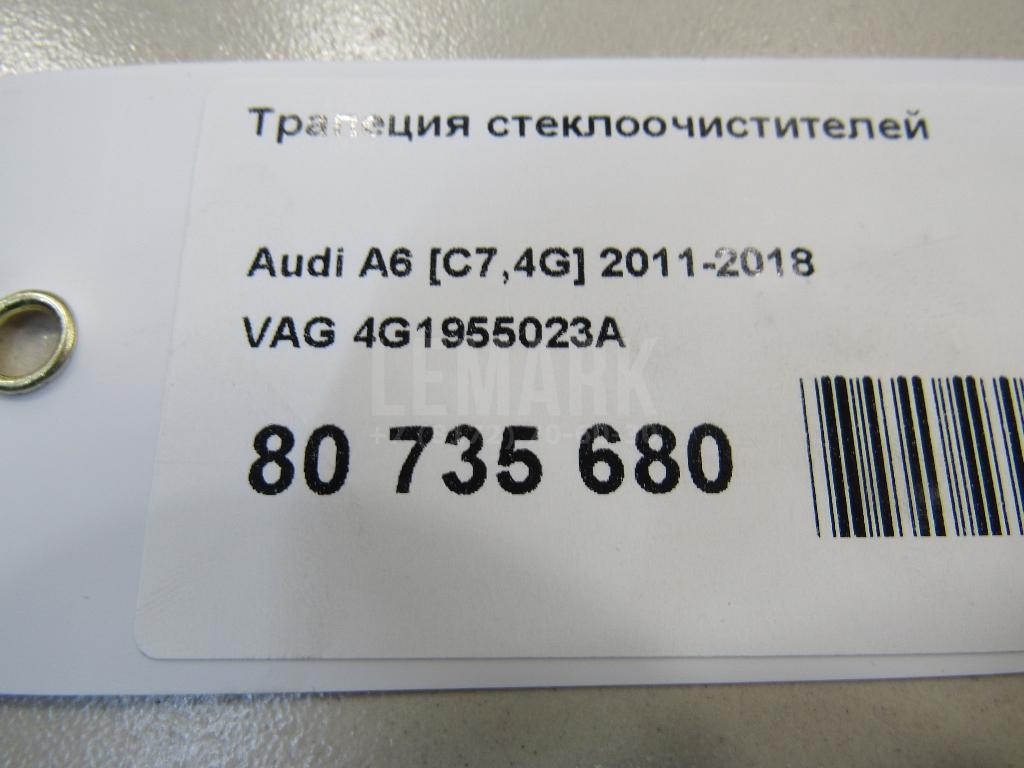 Трапеция стеклоочистителей
Audi A6 [C7,4G] 2011-2018
VAG 4G1955023A
LEMARK
80 735 680